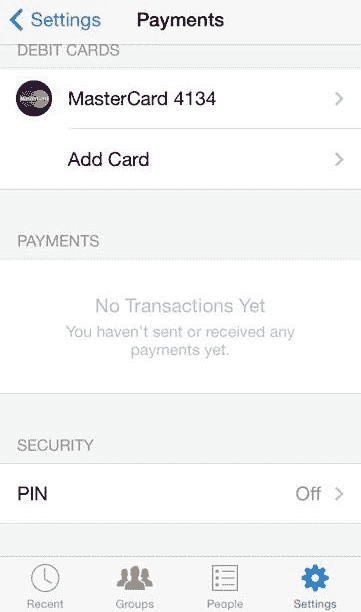 Settings
Payments
DEBIT CARDS
MasterCard
MasterCard 4134
Add Card
PAYMENTS
No Transactions Yet
You haven't sent or received any
payments yet.
SECURITY
PIN
Off
Recent
Groups
People
Settings